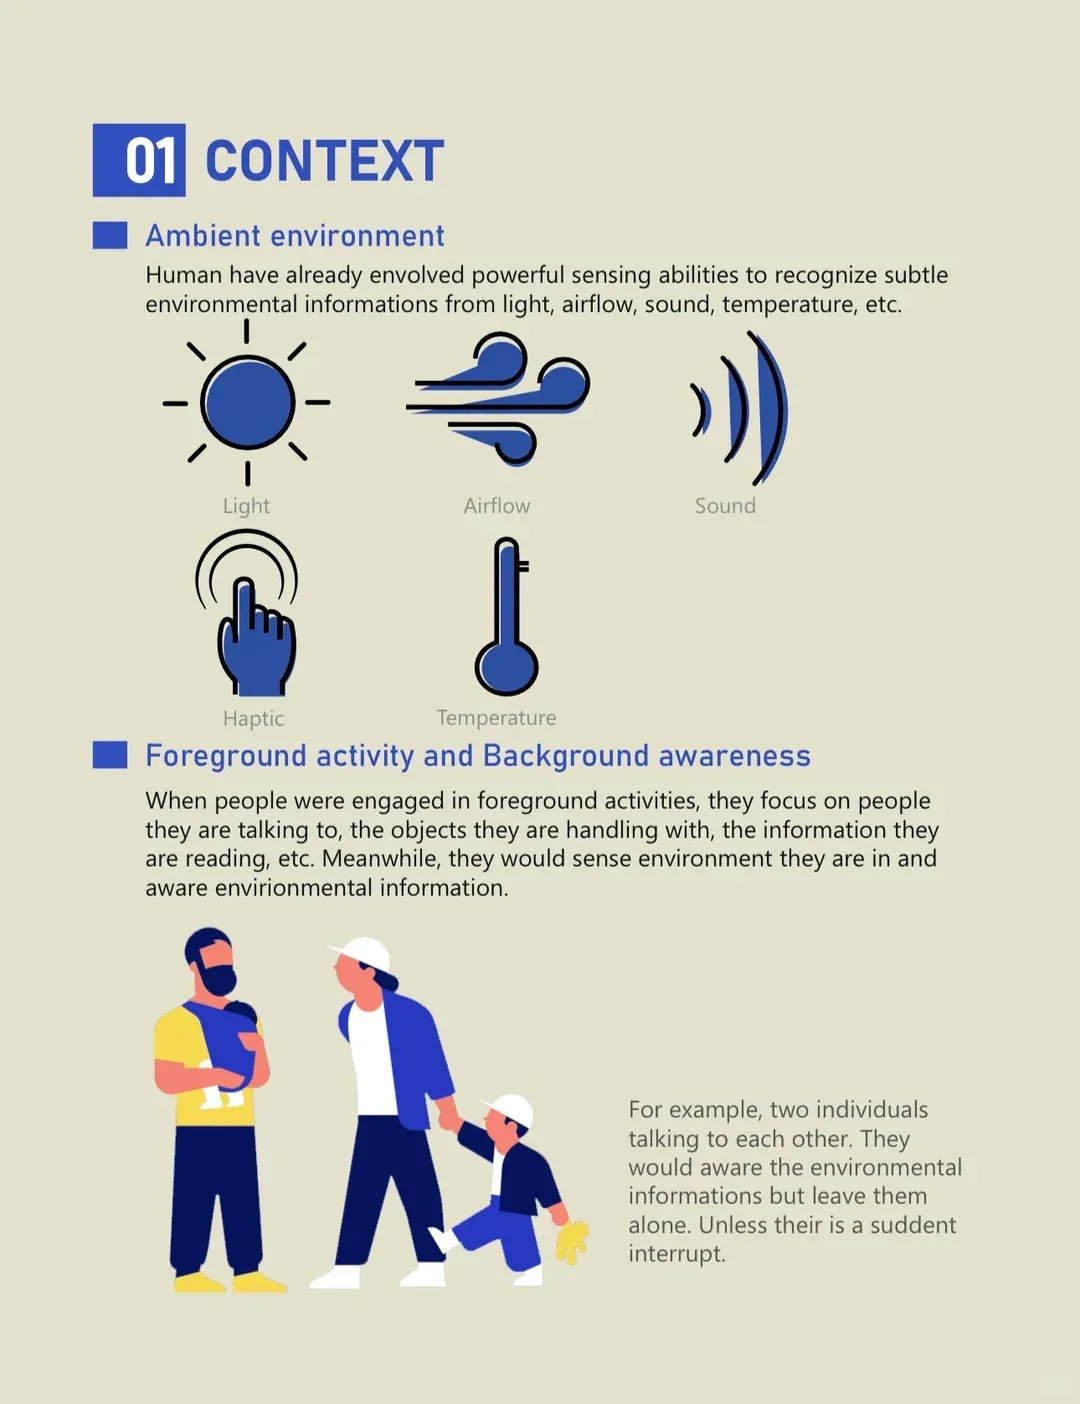 01 CONTEXT
Ambient environment
Human have already envolved powerful sensing abilities to recognize subtle
environmental informations from light, airflow, sound, temperature, etc.
Light
Airflow
Sound
Haptic
Temperature
Foreground activity and Background awareness
When people were engaged in foreground activities, they focus on people
they are talking to, the objects they are handling with, the information they
are reading, etc. Meanwhile, they would sense environment they are in and
aware envirionmental information.
For example, two individuals
talking to each other. They
would aware the environmental
informations but leave them
alone. Unless their is a suddent
interrupt.